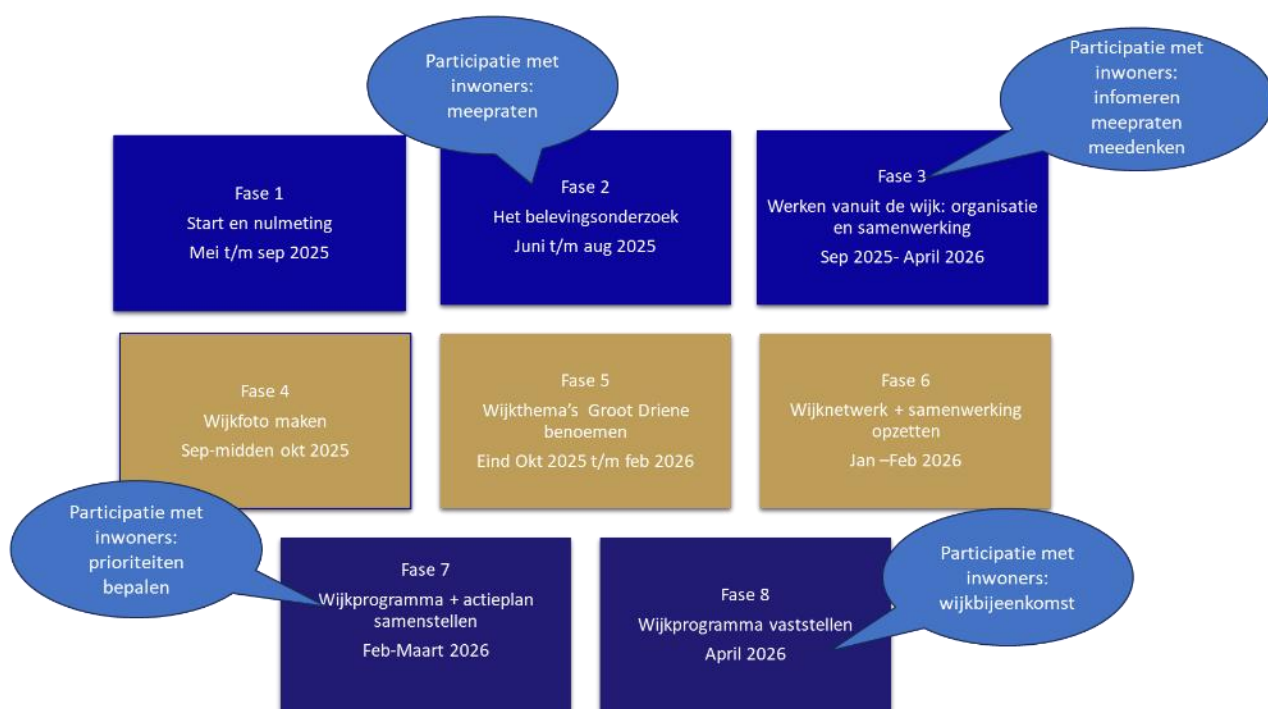 Participatie met
inwoners:
meepraten
Participatie met
inwoners:
infomeren
meepraten
meedenken
Fase 1
Start en nulmeting
Mei t/m sep 2025
Fase 2
Het belevingsonderzoek
Juni t/m aug 2025
Fase 3
Werken vanuit de wijk: organisatie
en samenwerking
Sep 2025- April 2026
Fase 4
Wijkfoto maken
Sep-midden okt 2025
Fase 5
Wijkthema's  Groot Driene
benoemen
Eind Okt 2025 t/m feb 2026
Fase 6
Wijknetwerk + samenwerking
opzetten
Jan –Feb 2026
Participatie met
inwoners:
prioriteiten
bepalen
Fase 7
Wijkprogramma + actieplan
samenstellen
Feb-Maart 2026
Fase 8
Wijkprogramma vaststellen
April 2026
Participatie met
inwoners:
wijkbijeenkomst